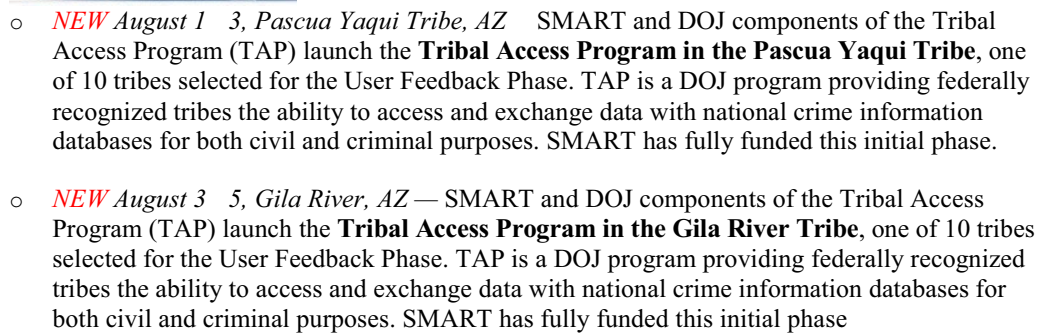 o NEW August 1 3, Pascua Yaqui Tribe, AZ SMART and DOJ components of the Tribal
Access Program (TAP) launch the Tribal Access Program in the Pascua Yaqui Tribe, one
of 10 tribes selected for the User Feedback Phase. TAP is a DOJ program providing federally
recognized tribes the ability to access and exchange data with national crime information
databases for both civil and criminal purposes. SMART has fully funded this initial phase.
o NEW August 3 5, Gila River, AZ — SMART and DOJ components of the Tribal Access
Program (TAP) launch the Tribal Access Program in the Gila River Tribe, one of 10 tribes
selected for the User Feedback Phase. TAP is a DOJ program providing federally recognized
tribes the ability to access and exchange data with national crime information databases for
both civil and criminal purposes. SMART has fully funded this initial phase